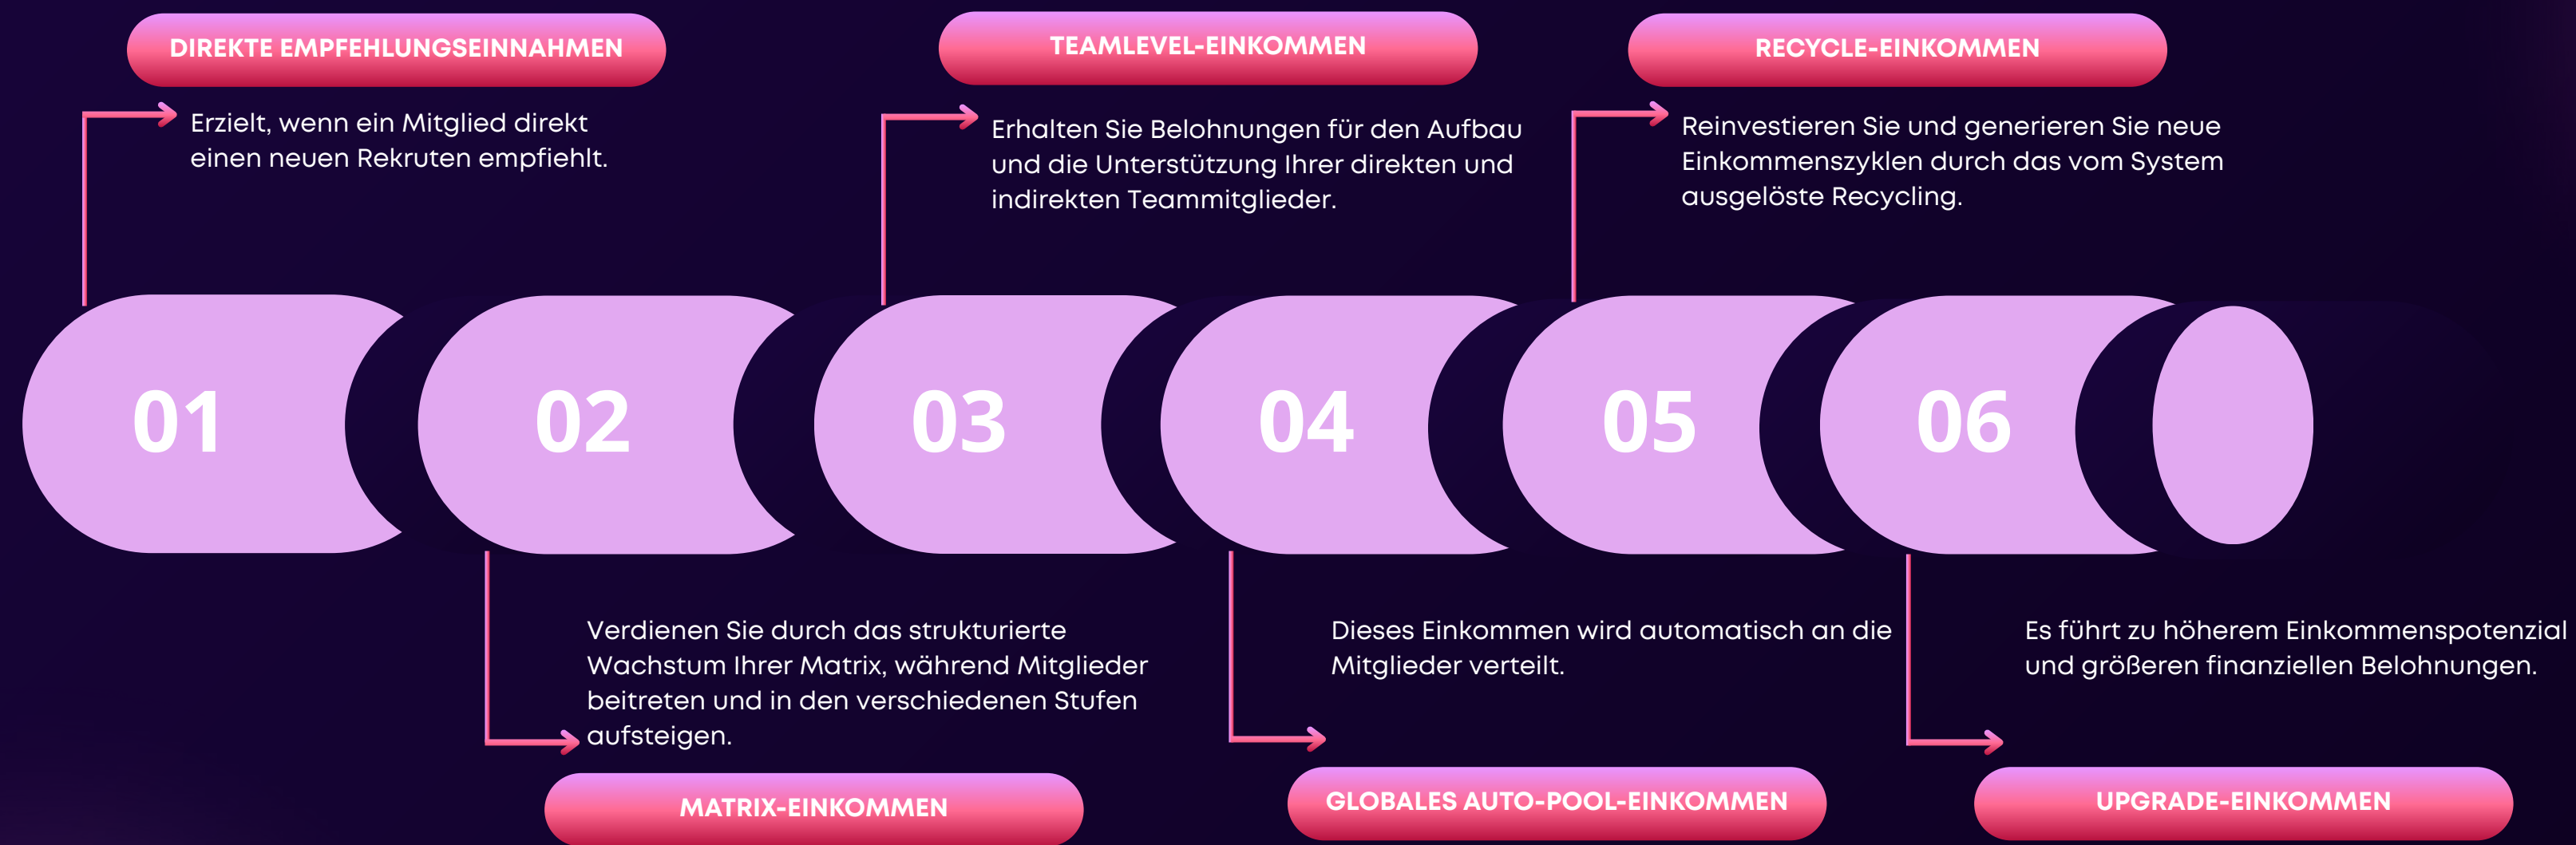 DIREKTE EMPFEHLUNGSEINNAHMEN
Erzielt, wenn ein Mitglied direkt
einen neuen Rekruten empfiehlt.
TEAMLEVEL-EINKOMMEN
Erhalten Sie Belohnungen für den Aufbau
und die Unterstützung Ihrer direkten und
indirekten Teammitglieder.
RECYCLE-EINKOMMEN
Reinvestieren Sie und generieren Sie neue
Einkommenszyklen durch das vom System
ausgelöste Recycling.
01
02
03
04
05
06
Verdienen Sie durch das strukturierte
Wachstum Ihrer Matrix, während Mitglieder
beitreten und in den verschiedenen Stufen
aufsteigen.
MATRIX-EINKOMMEN
Dieses Einkommen wird automatisch an die
Mitglieder verteilt.
GLOBALES AUTO-POOL-EINKOMMEN
Es führt zu höherem Einkommenspotenzial
und größeren finanziellen Belohnungen.
UPGRADE-EINKOMMEN